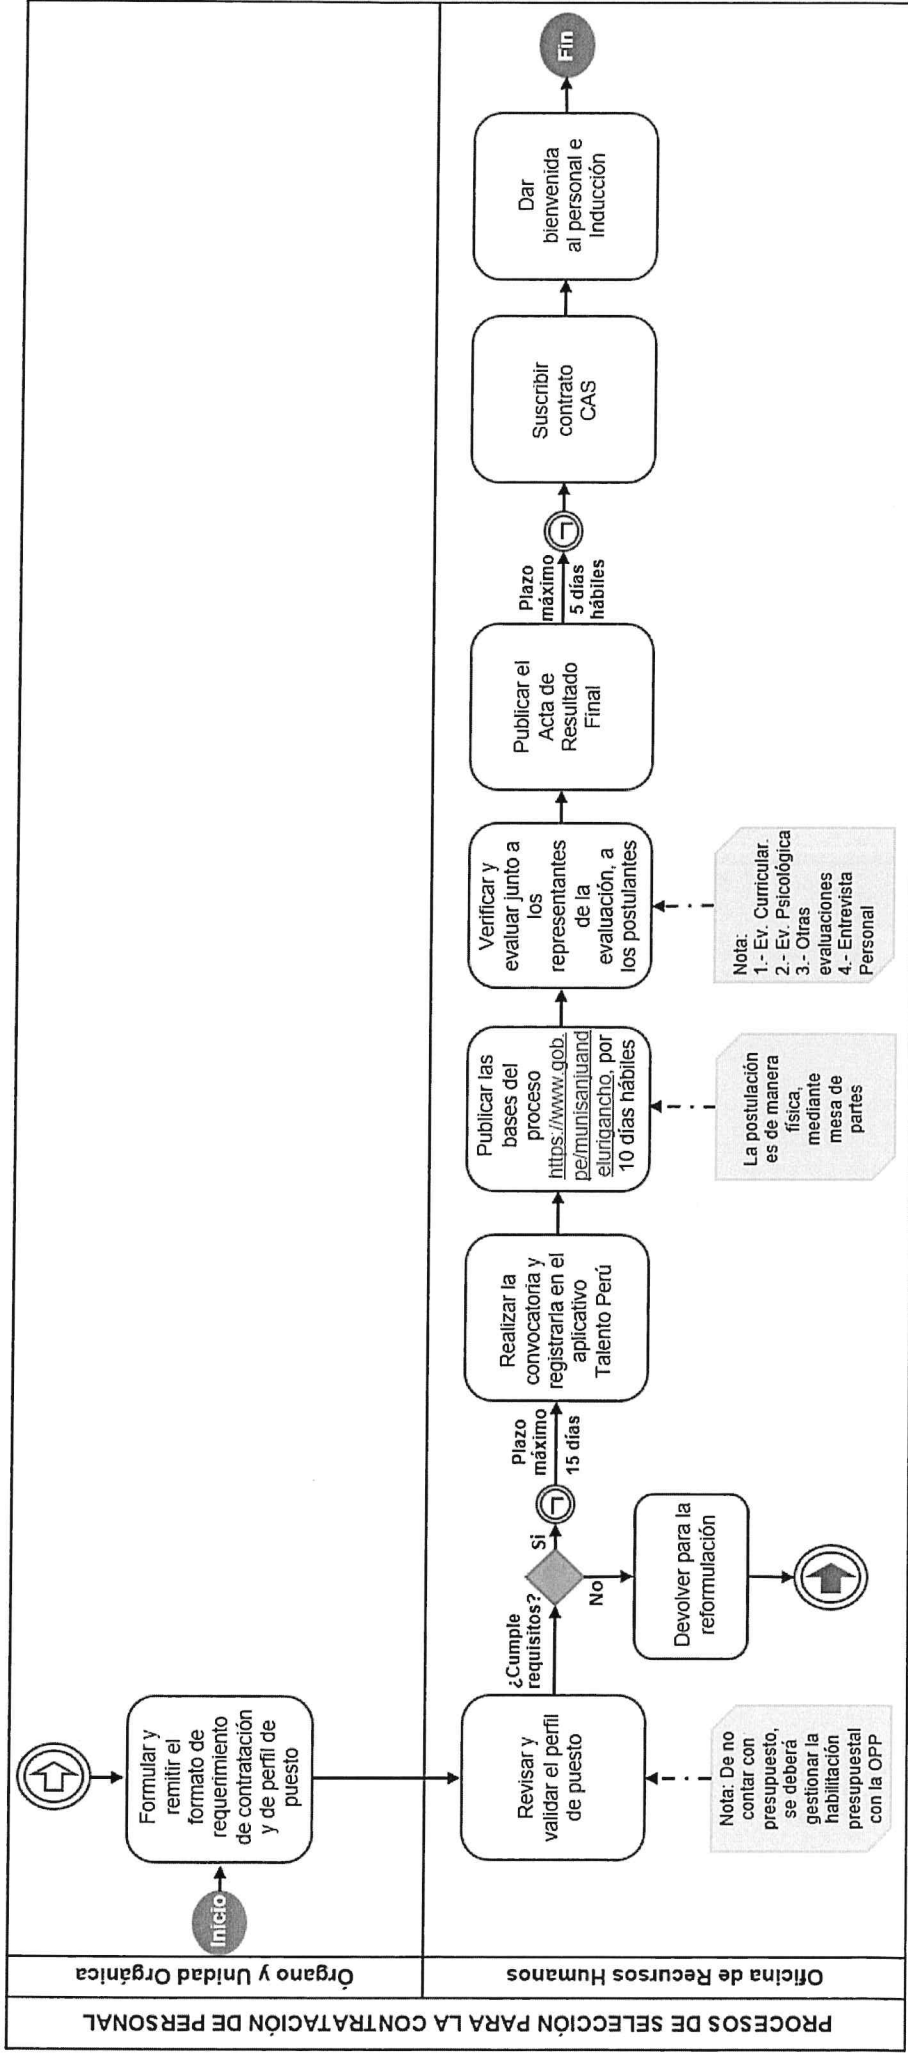 PROCESOS DE SELECCIÓN PARA LA CONTRATACIÓN DE PERSONAL
Órgano y Unidad Orgánica
Inicio
Formular y
remitir el
formato de
requerimiento
de contratación
y de perfil de
puesto
Oficina de Recursos Humanos
Revisar y
validar el perfil
de puesto
Nota: De no
contar con
presupuesto,
se deberá
gestionar la
habilitación
presupuestal
con la OPP
¿Cumple
requisitos?
Si
No
Devolver para la
reformulación
Plazo
máximo
15 días
Realizar la
convocatoria y
registrarla en el
aplicativo
Talento Perú
Publicar las
bases del
proceso
https://www.gob.
pe/munisanjuand
elurigancho, por
10 días hábiles
La postulación
es de manera
física,
mediante
mesa de
partes
Verificar y
evaluar junto a
los
representantes
de la
evaluación, a
los postulantes
Nota:
1.- Ev. Curricular.
2.- Ev. Psicológica
3.- Otras
evaluaciones
4.- Entrevista
Personal
Publicar el
Acta de
Resultado
Final
Plazo
máximo
5 días
hábiles
Suscribir
contrato
CAS
Dar
bienvenida
al personal e
Inducción
Fin